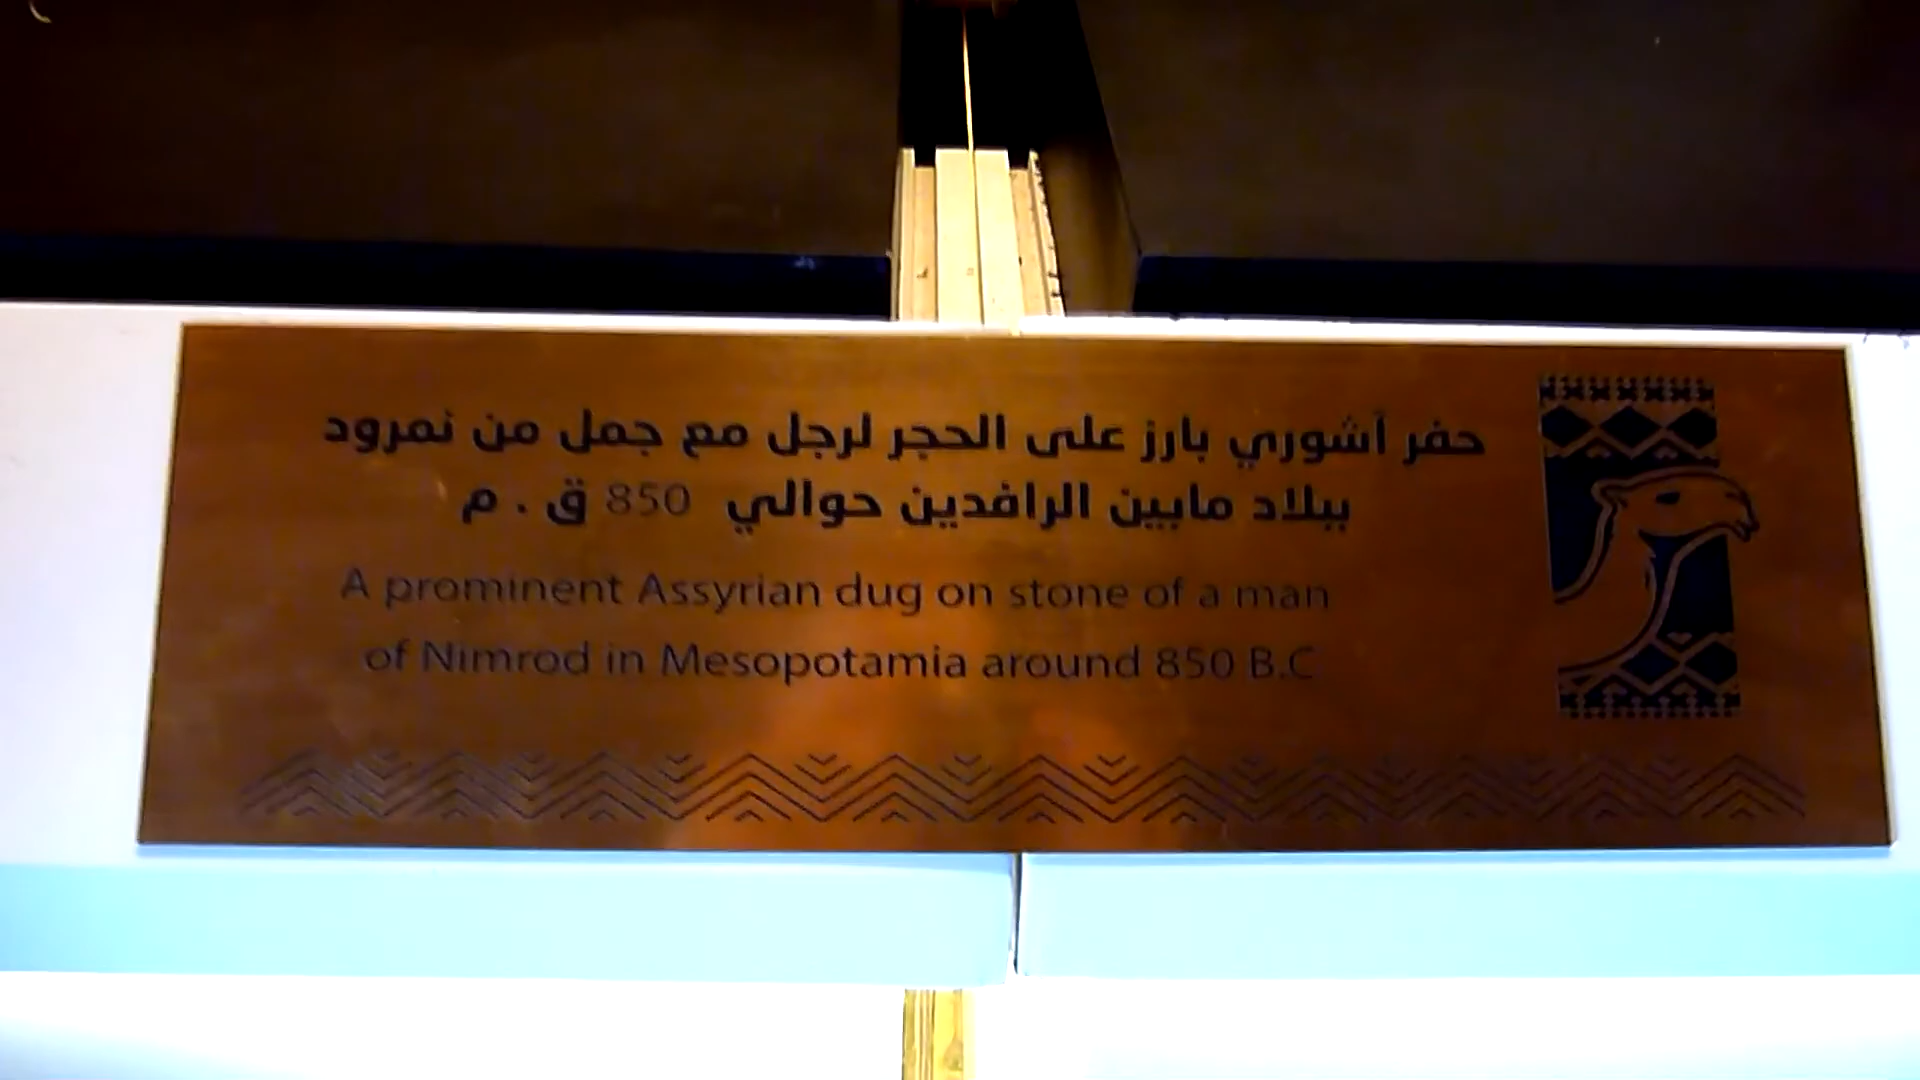 حفر آشوري بارز على الحجر لرجل مع جمل من نمرود
ببلاد مابين الرافدين حوالي 850 ق . م
A prominent Assyrian dug on stone of a man
of Nimrod in Mesopotamia around 850 B.C